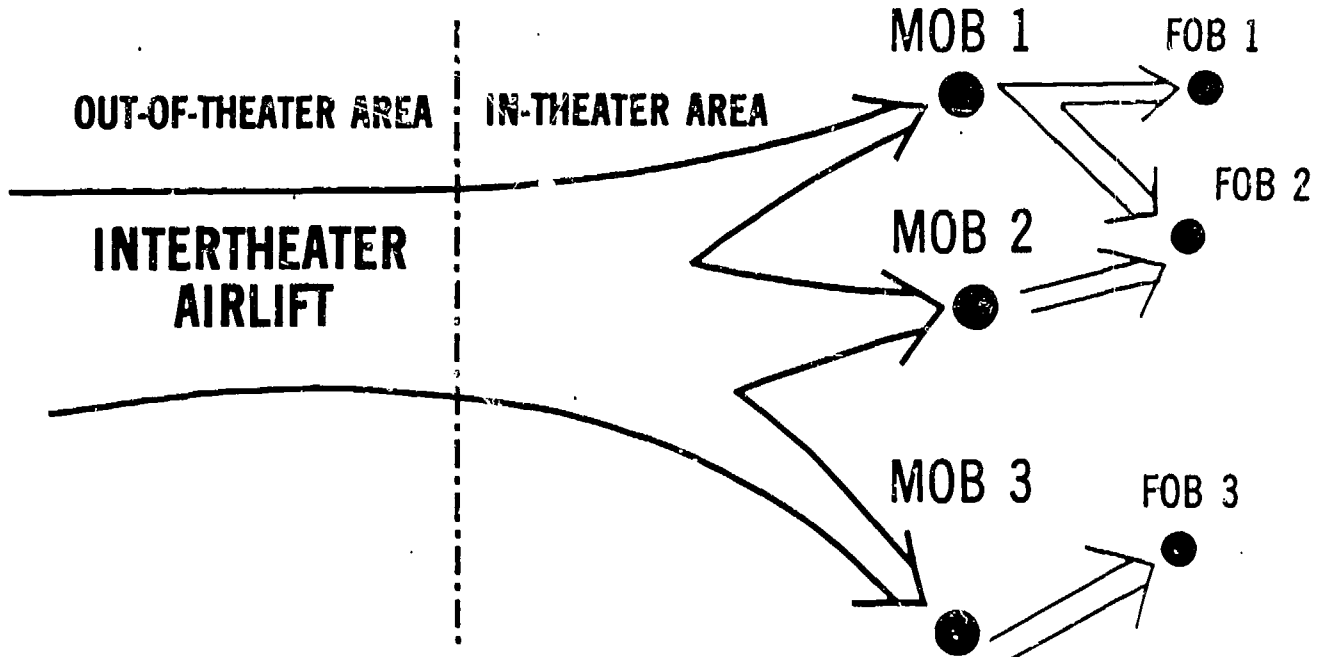 MOB 1
FOB 1
OUT-OF-THEATER AREA
IN-THEATER AREA
FOB 2
INTERTHEATER
AIRLIFT
MOB 2
MOB 3
FOB 3